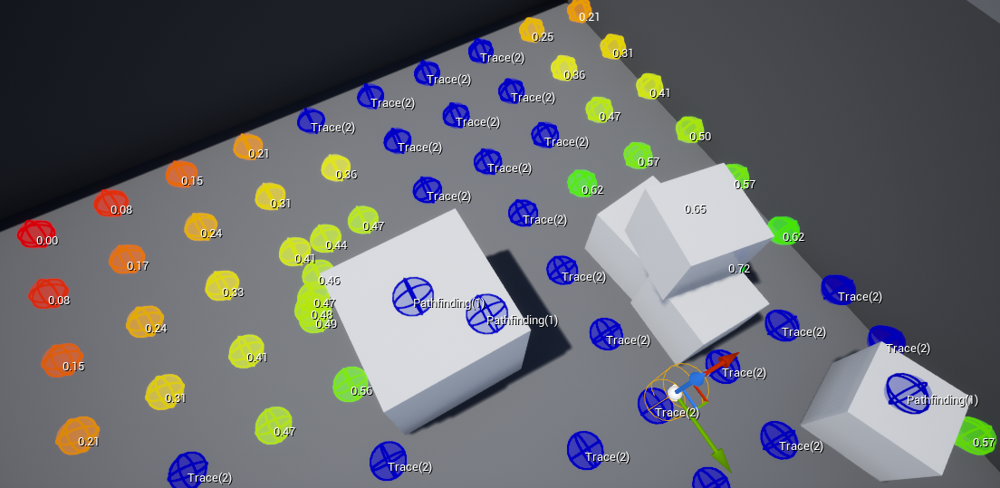 0.21
0.25
Trace(2)
0.31
0.36
Trace(2)
0.41
Trace(2)
Trace(2)
0.47
Trace(2)
Trace(2)
0.50
Trace(2)
Trace(2)
0.21
0.57
Trace(2)
0.36
0.15
0.57
0.62
Trace(2)
0.31
0.08
0.65
Trace(2)
0.47
0.24
0.62
0.00
0.44
0.41
0.17
0.72
Trace(2)
0.46
0.33
Trace(2)
0.08
0.47
Pathfinding(1)
0.48
Pathfinding(1)
0.49
0.24
Trace(2)
Trace(2)
Trace(2)
0.41
0.15
Trace(2)
0.56
0.31
Pathfinding(1)
Trace(2)
0.47
0.21
0.57
Trace(2)
Trace(2)
Trace(2)
Trace(2)